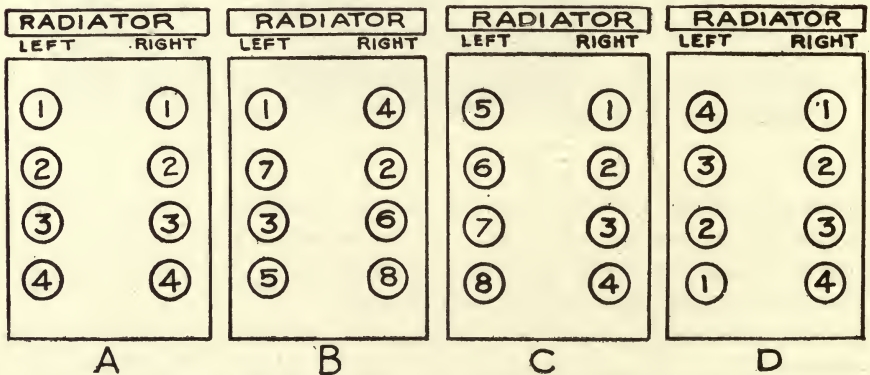 RADIATOR RADIATOR RADIATOR RADIATOR
LEFT RIGHT LEFT RIGHT LEFT RIGHT LEFT RIGHT
1 1 1 4 5 1 4 1
2 2 7 2 6 2 3 2
3 3 3 6 7 3 2 3
4 4 5 8 8 4 1 4
A B C D